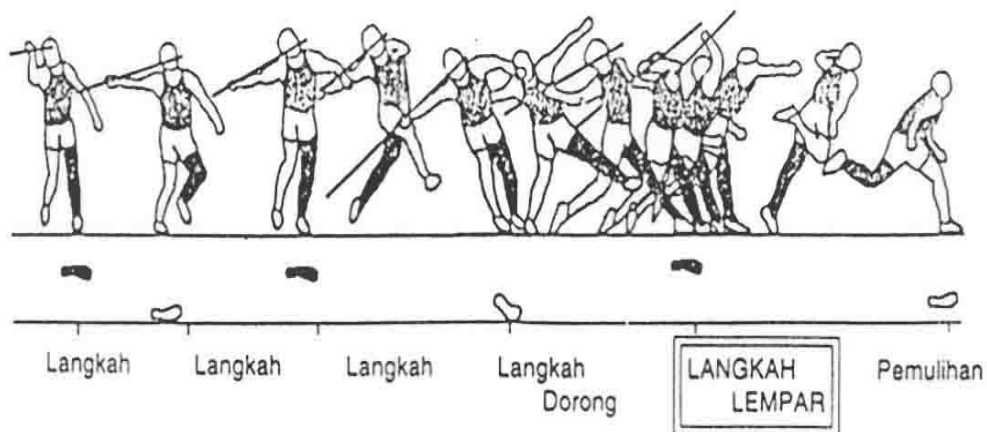 Langkah
Langkah
Langkah
Langkah
Dorong
LANGKAH
LEMPAR
Pemulihan